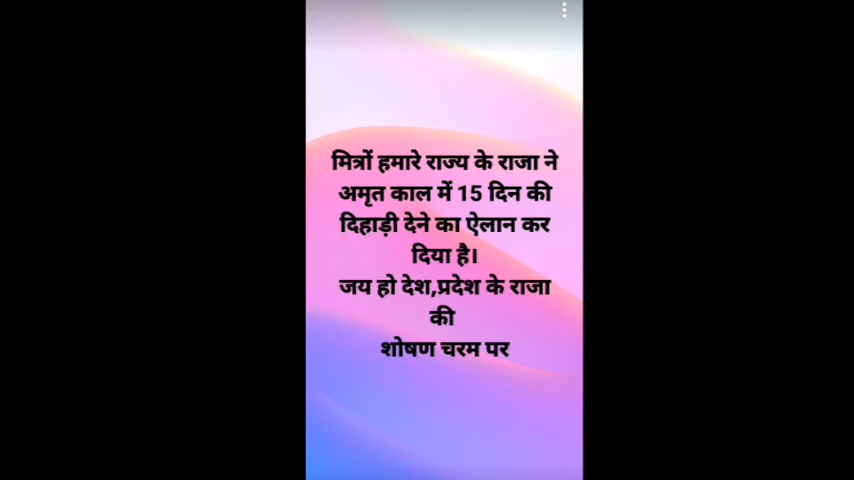 मित्रों हमारे राज्य के राजा ने
अमृत काल में 15 दिन की
दिहाड़ी देने का ऐलान कर
दिया है।
जय हो देश,प्रदेश के राजा
की
शोषण चरम पर